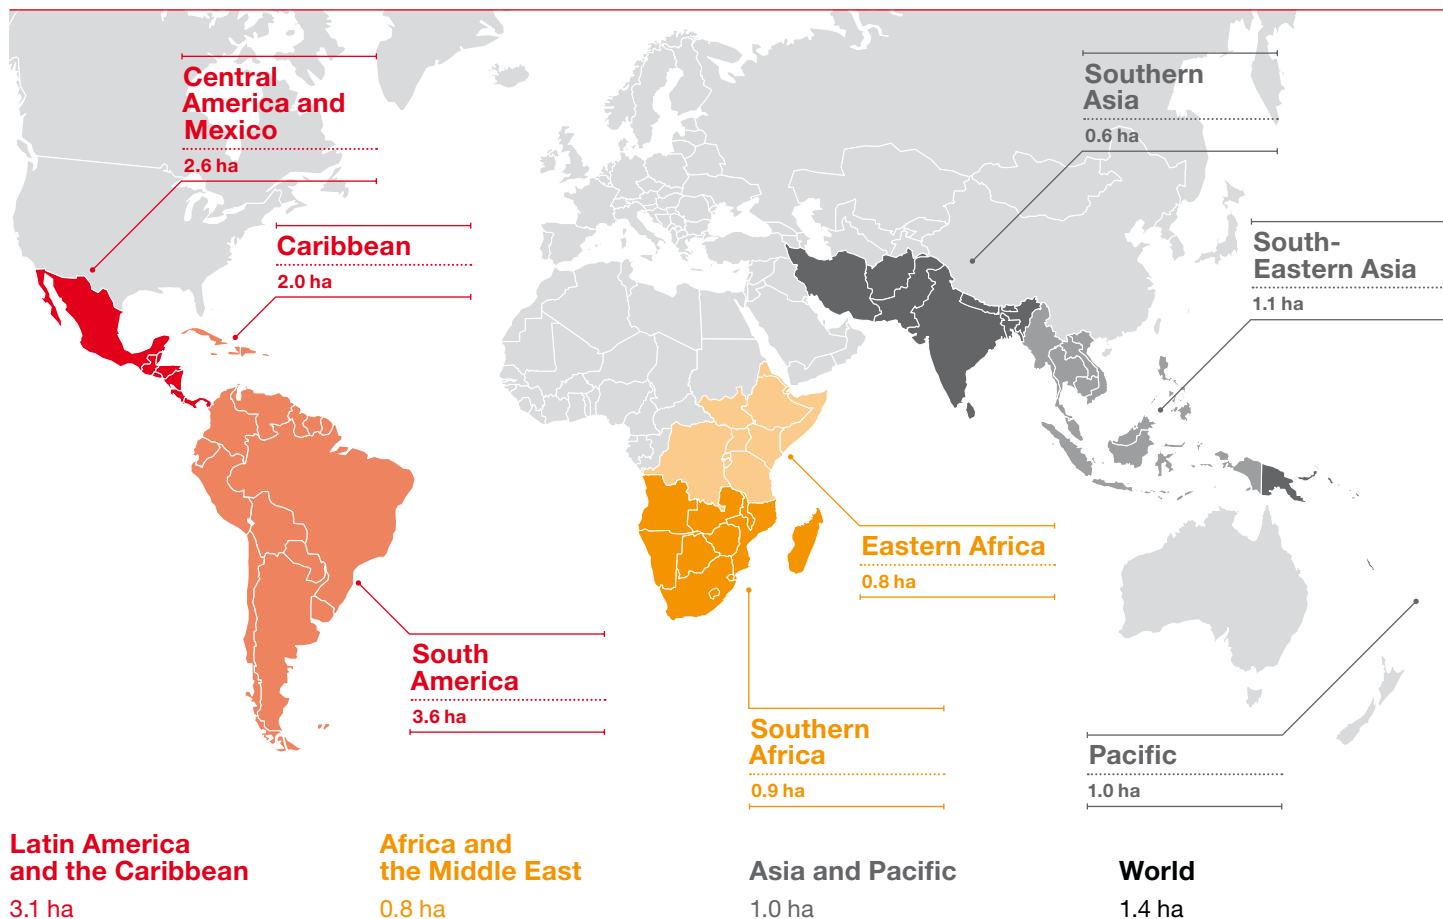 Central
America and
Mexico
2.6 ha
Caribbean
2.0 ha
South
America
3.6 ha
Southern
Asia
0.6 ha
South-
Eastern Asia
1.1 ha
Eastern Africa
0.8 ha
Southern
Africa
0.9 ha
Pacific
1.0 ha
Latin America
and the Caribbean
3.1 ha
Africa and
the Middle East
0.8 ha
Asia and Pacific
1.0 ha
World
1.4 ha